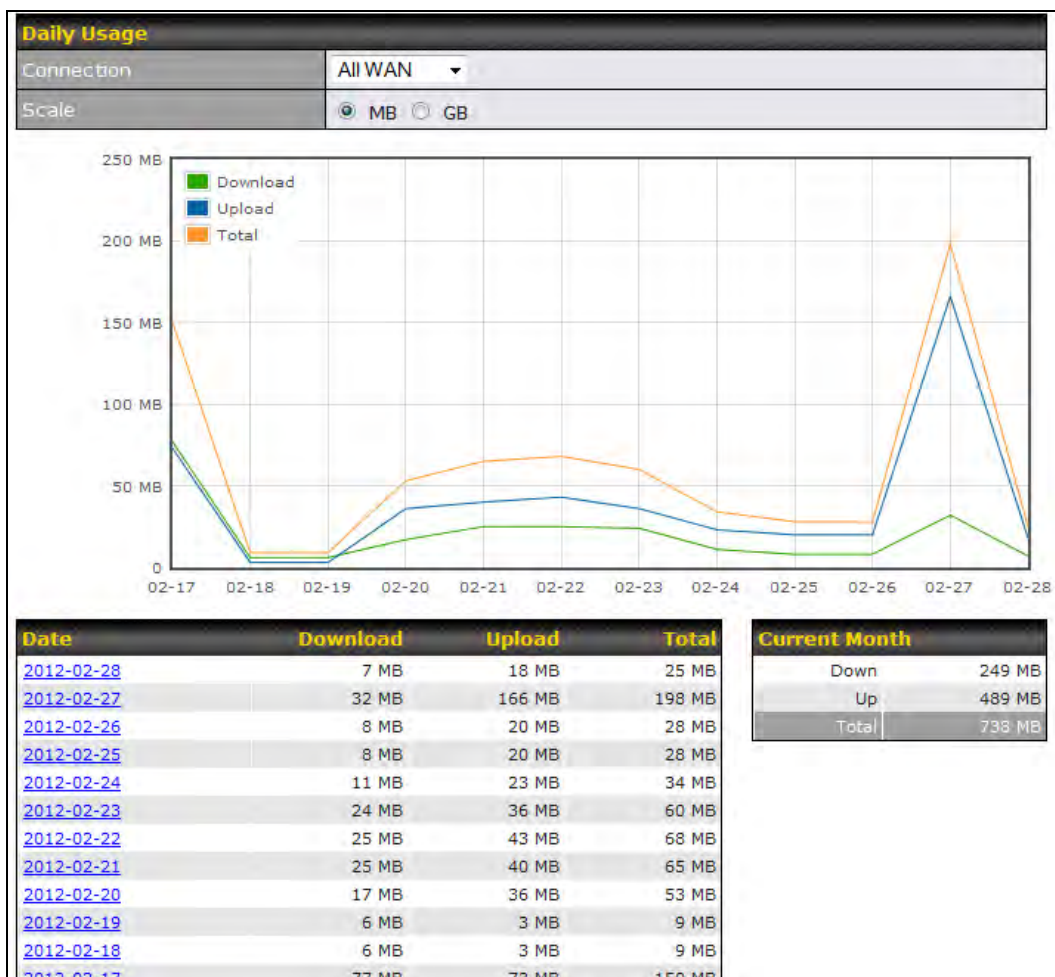 Daily Usage
Connection All WAN
Scale MB GB
250 MB
200 MB
150 MB
100 MB
50 MB
0
Download
Upload
Total
02-17 02-18 02-19 02-20 02-21 02-22 02-23 02-24 02-25 02-26 02-27 02-28
Date Download Upload Total
2012-02-28 7 MB 18 MB 25 MB
2012-02-27 32 MB 166 MB 198 MB
2012-02-26 8 MB 20 MB 28 MB
2012-02-25 8 MB 20 MB 28 MB
2012-02-24 11 MB 23 MB 34 MB
2012-02-23 24 MB 36 MB 60 MB
2012-02-22 25 MB 43 MB 68 MB
2012-02-21 25 MB 40 MB 65 MB
2012-02-20 17 MB 36 MB 53 MB
2012-02-19 6 MB 3 MB 9 MB
2012-02-18 6 MB 3 MB 9 MB
2012-02-17 77 MB MB MB
Current Month
Down 249 MB
Up 489 MB
Total 738 MB